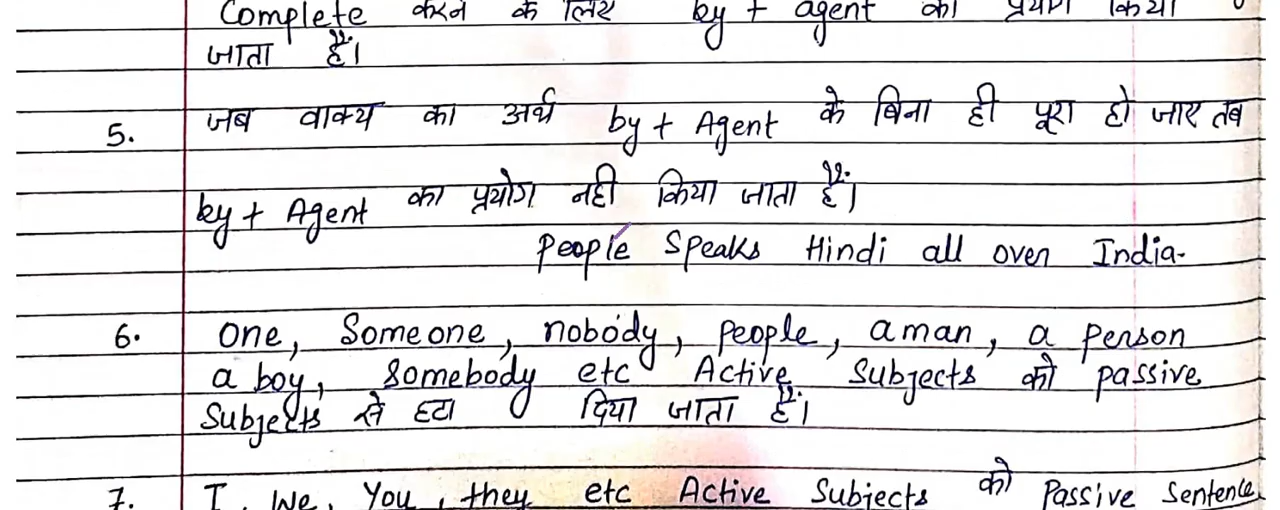 Complete करने के लिए by + agent का प्रयोग किया
जाता है।
5. जब वाक्य का अर्थ by + Agent के बिना ही पूरा हो जाए तब
by + Agent का प्रयोग नही किया जाता है।
People Speaks Hindi all over India.
6. One, Someone, nobody, people, a man, a person
a boy, somebody etc Active Subjects को passive
Subjects से हटा दिया जाता है।
7. I, We, You, they etc Active Subjects को Passive Sentence